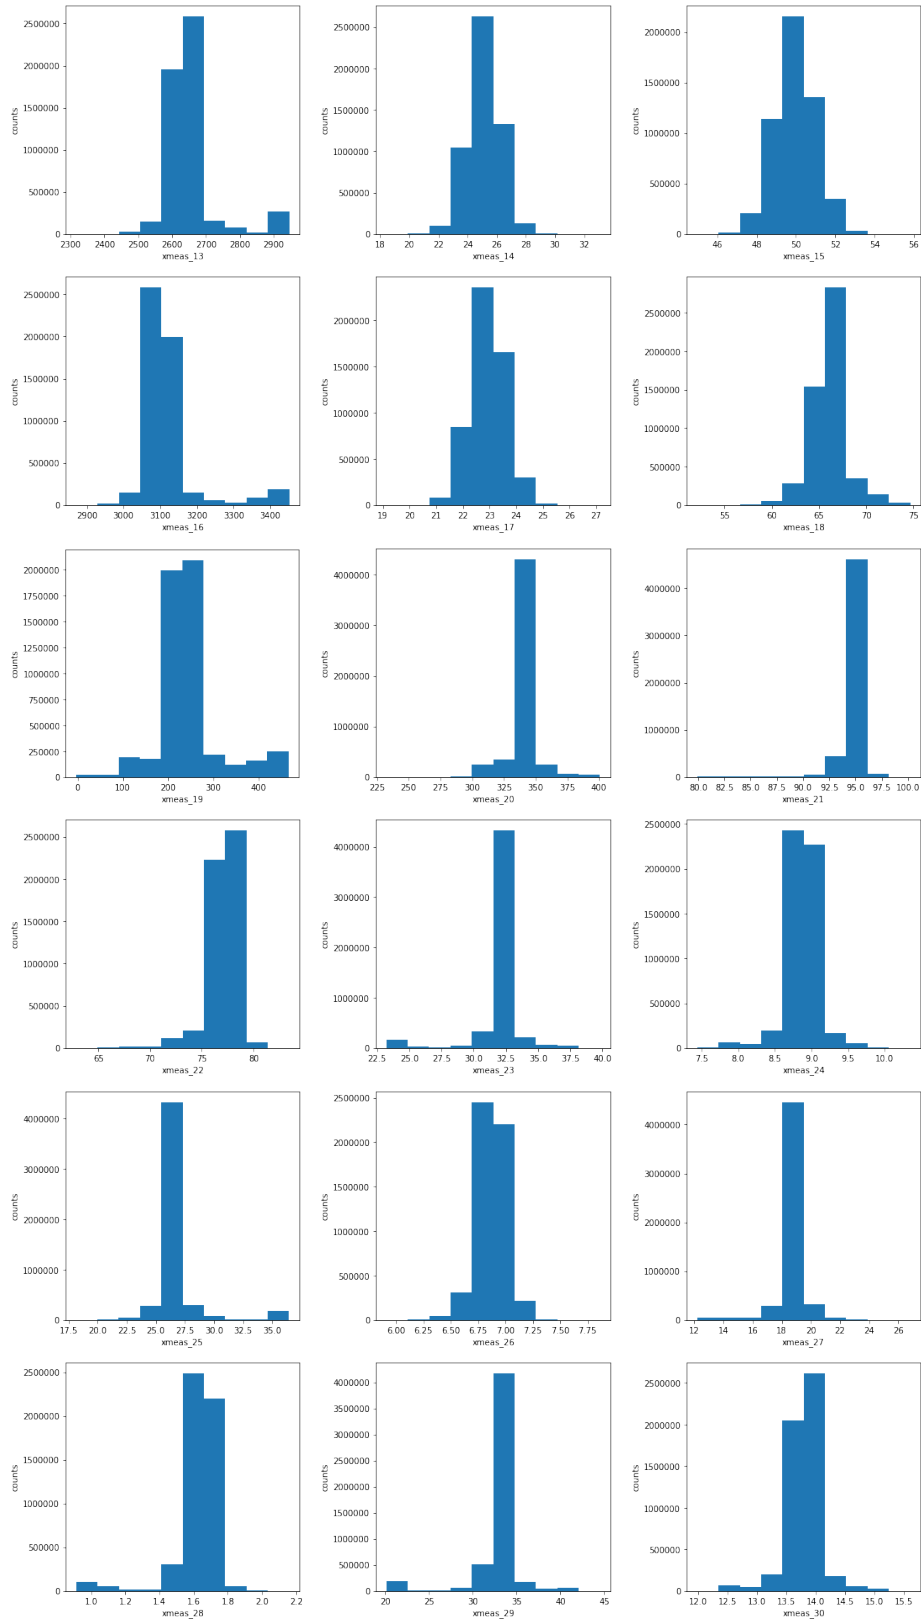 2500000 2000000 1500000 1000000 500000 0
counts
2300 2400 2500 2600 2700 2800 2900
xmeas_13
2500000 2000000 1500000 1000000 500000 0
counts
18 20 22 24 26 28 30 32
xmeas_14
2000000 1500000 1000000 500000 0
counts
46 48 50 52 54 56
xmeas_15
2500000 2000000 1500000 1000000 500000 0
counts
2900 3000 3100 3200 3300 3400
xmeas_16
2000000 1500000 1000000 500000 0
counts
19 20 21 22 23 24 25 26 27
xmeas_17
2500000 2000000 1500000 1000000 500000 0
counts
55 60 65 70 75
xmeas_18
2000000 1750000 1500000 1250000 1000000 750000 500000 250000 0
counts
0 100 200 300 400
xmeas_19
4000000 3000000 2000000 1000000 0
counts
225 250 275 300 325 350 375 400
xmeas_20
4000000 3000000 2000000 1000000 0
counts
80.0 82.5 85.0 87.5 90.0 92.5 95.0 97.5 100.0
xmeas_21
2500000 2000000 1500000 1000000 500000 0
counts
65 70 75 80
xmeas_22
4000000 3000000 2000000 1000000 0
counts
22.5 25.0 27.5 30.0 32.5 35.0 37.5 40.0
xmeas_23
2500000 2000000 1500000 1000000 500000 0
counts
7.5 8.0 8.5 9.0 9.5 10.0
xmeas_24
4000000 3000000 2000000 1000000 0
counts
17.5 20.0 22.5 25.0 27.5 30.0 32.5 35.0
xmeas_25
2500000 2000000 1500000 1000000 500000 0
counts
6.00 6.25 6.50 6.75 7.00 7.25 7.50 7.75
xmeas_26
4000000 3000000 2000000 1000000 0
counts
12 14 16 18 20 22 24 26
xmeas_27
2500000 2000000 1500000 1000000 500000 0
counts
1.0 1.2 1.4 1.6 1.8 2.0 2.2
xmeas_28
4000000 3500000 3000000 2500000 2000000 1500000 1000000 500000 0
counts
20 25 30 35 40 45
xmeas_29
2500000 2000000 1500000 1000000 500000 0
counts
12.0 12.5 13.0 13.5 14.0 14.5 15.0 15.5
xmeas_30